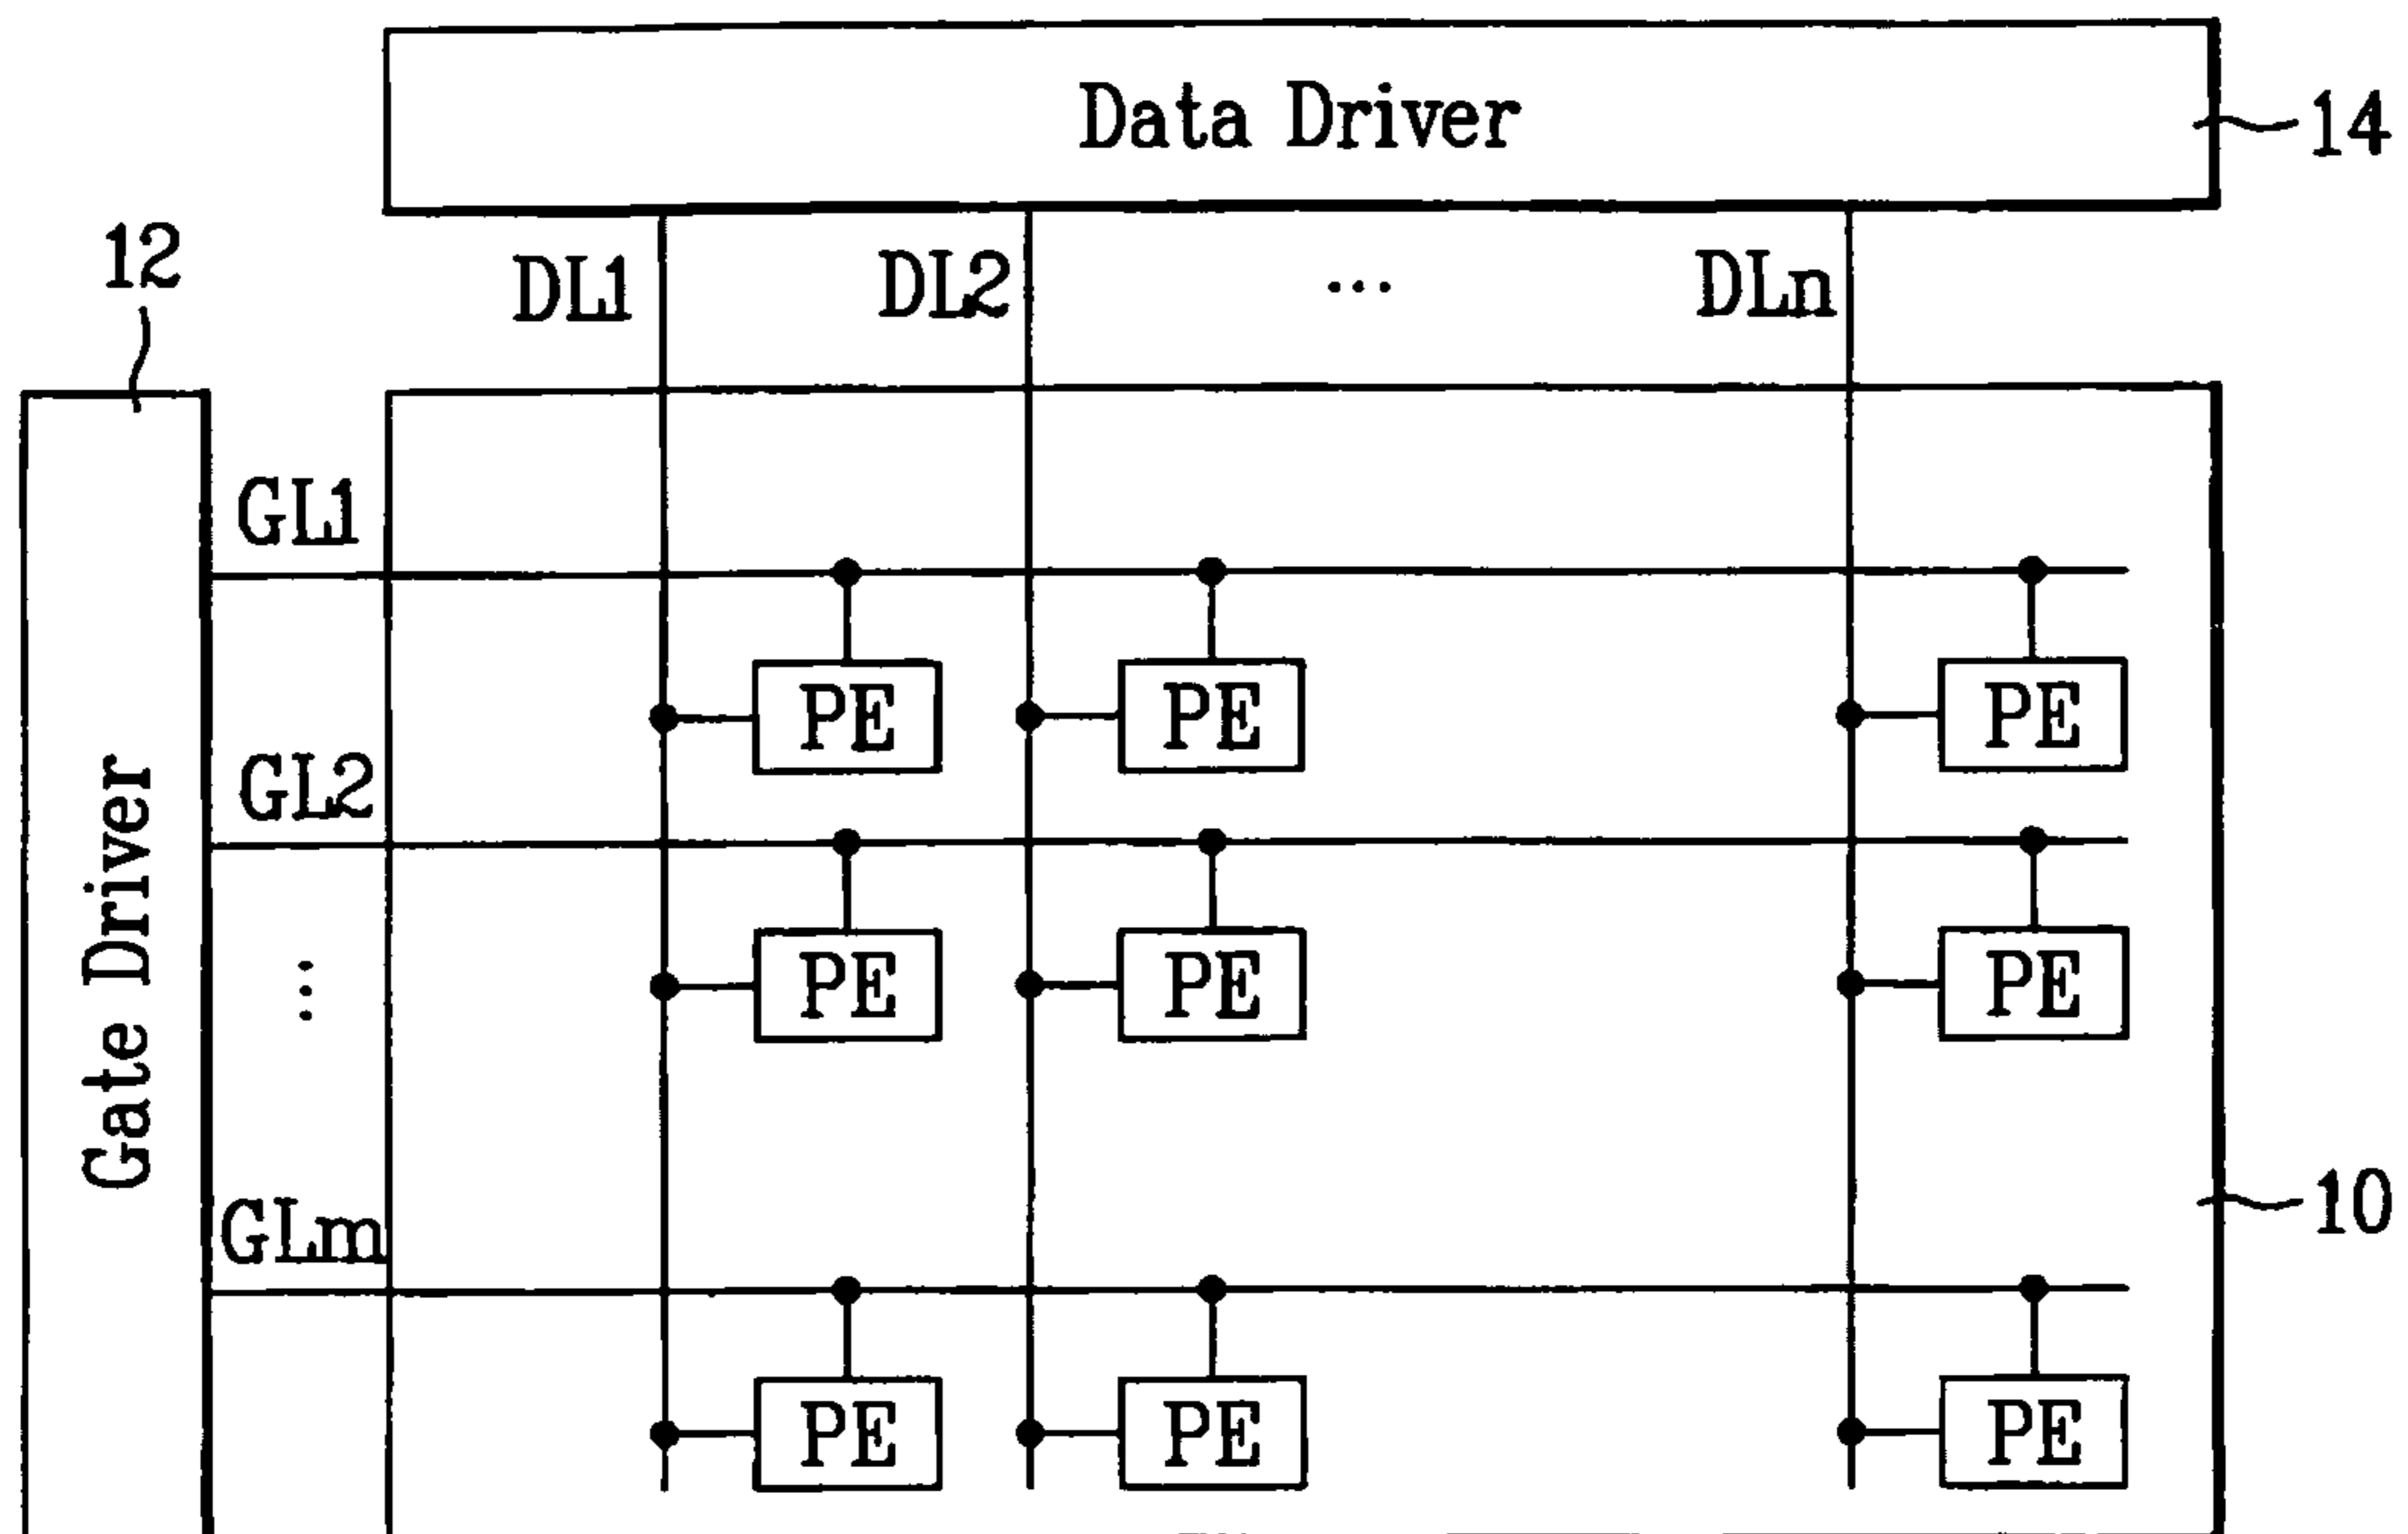 Data Driver
14
12
DL1 DL2 ... DLn
GL1
PE PE PE
GL2
PE PE PE
Gate Driver
⋮
10
GLm
PE PE PE